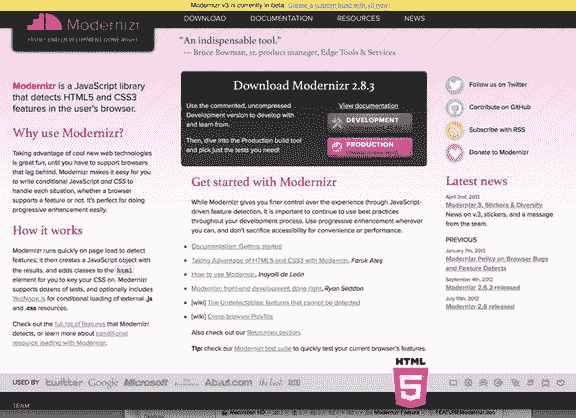 Modernizr v3 is currently in beta. Create a custom build with v3 now!
DOWNLOAD DOCUMENTATION RESOURCES NEWS
Modernizr
FRONT-END DEVELOPMENT DONE RIGHT
"An indispensable tool."
— Bruce Bowman, sr. product manager, Edge Tools & Services
Modernizr is a JavaScript library
that detects HTML5 and CSS3
features in the user's browser.
Why use Modernizr?
Taking advantage of cool new web technologies
is great fun, until you have to support browsers
that lag behind. Modernizr makes it easy for you
to write conditional JavaScript and CSS to
handle each situation, whether a browser
supports a feature or not. It's perfect for doing
progressive enhancement easily.
How it works
Modernizr runs quickly on page load to detect
features; it then creates a JavaScript object with
the results, and adds classes to the html
element for you to key your CSS on. Modernizr
supports dozens of tests, and optionally includes
YepNope.js for conditional loading of external .js
and .css resources.
Check out the full list of features that Modernizr
detects, or learn more about conditional
resource loading with Modernizr.
Download Modernizr 2.8.3
Use the commented, uncompressed
Development version to develop with
and learn from.
Then, dive into the Production build tool
and pick just the tests you need!
View documentation
DEVELOPMENT
PRODUCTION
Get started with Modernizr
While Modernizr gives you finer control over the experience through JavaScript-
driven feature detection, it is important to continue to use best practices
throughout your development process. Use progressive enhancement wherever
you can, and don't sacrifice accessibility for convenience or performance.
Documentation: Getting started
Taking Advantage of HTML5 and CSS3 with Modernizr, Faruk Ateş
How to use Modernizr, Inayaili de León
Modernizr: front-end development done right, Ryan Seddon
[wiki] The Undetectables: features that cannot be detected
[wiki] Cross-browser Polyfills
Also check out our Resources section.
Tip: check our Modernizr test suite to quickly test your current browser's features.
Follow us on Twitter
Contribute on GitHub
Subscribe with RSS
Donate to Modernizr
Latest news
April 2nd, 2013
Modernizr 3, Stickers & Diversity
News on v3, stickers, and a message
from the team.
PREVIOUS
January 7th, 2013
Modernizr Policy on Browser Bugs
and Feature Detects
September 4th, 2012
Modernizr 2.6.2 released
July 10th, 2012
Modernizr 2.6 released
HTML
5
USED BY twitter Google Microsoft About.com
TEAM